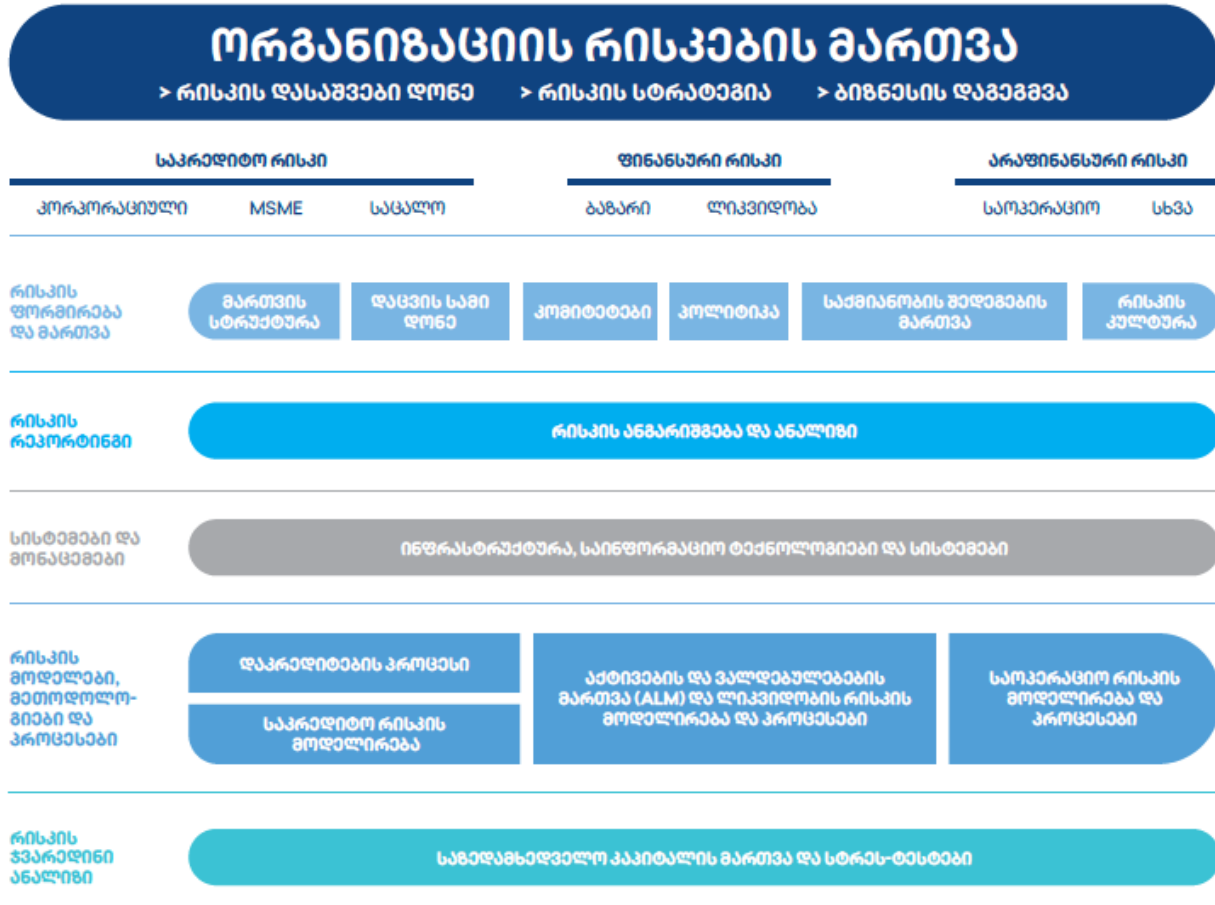 ორგანიზაციის რისკების მართვა
> რისკის დასაშვები დონე > რისკის სტრატეგია > ბიზნესის დაგეგმვა
საკრედიტო რისკი ფინანსური რისკი არაფინანსური რისკი
კორპორაციული MSME საცალო ბაზარი ლიკვიდობა საოპერაციო სხვა
რისკის
ფორმირება
და მართვა
მართვის
სტრუქტურა
დაცვის სამი
დონე
კომიტეტები
პოლიტიკა
საქმიანობის შედეგების
მართვა
რისკის
კულტურა
რისკის
რეპორტინგი
რისკის ანგარიშგება და ანალიზი
სისტემები და
მონაცემები
ინფრასტრუქტურა, საინფორმაციო ტექნოლოგიები და სისტემები
რისკის
მოდელები,
მეთოდოლო-
გიები და
პროცესები
დაკრედიტების პროცესი
საკრედიტო რისკის
მოდელირება
აქტივების და ვალდებულებების
მართვა (ALM) და ლიკვიდობის რისკის
მოდელირება და პროცესები
საოპერაციო რისკის
მოდელირება და
პროცესები
რისკის
ჯვარედინი
ანალიზი
საზედამხედველო კაპიტალის მართვა და სტრეს-ტესტები